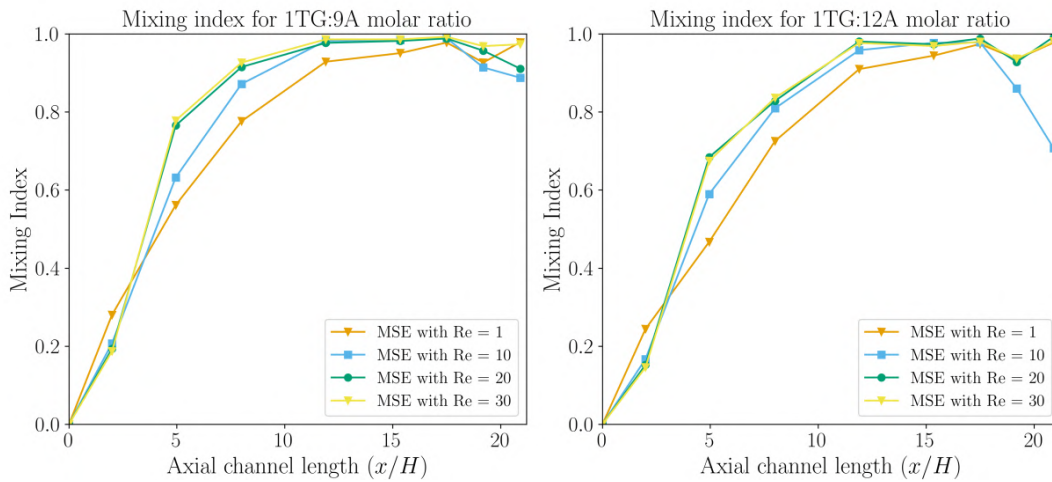 Mixing index for 1TG:9A molar ratio
1.0
0.8
0.6
0.4
0.2
0.0
Mixing Index
0
5
10
15
20
Axial channel length (x/H)
MSE with Re = 1
MSE with Re = 10
MSE with Re = 20
MSE with Re = 30
Mixing index for 1TG:12A molar ratio
1.0
0.8
0.6
0.4
0.2
0.0
Mixing Index
0
5
10
15
20
Axial channel length (x/H)
MSE with Re = 1
MSE with Re = 10
MSE with Re = 20
MSE with Re = 30